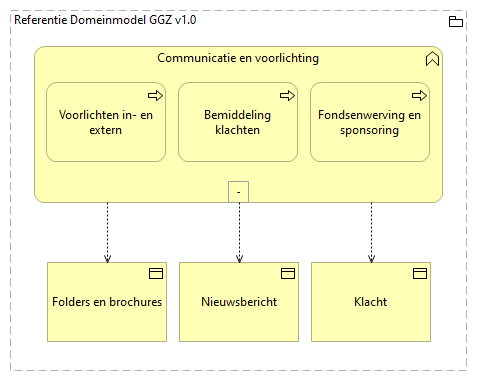 Referentie Domeinmodel GGZ v1.0
Communicatie en voorlichting
Voorlichten in- en
extern
Bemiddeling
klachten
Fondsenwerving en
sponsoring
-
Folders en brochures
Nieuwsbericht
Klacht